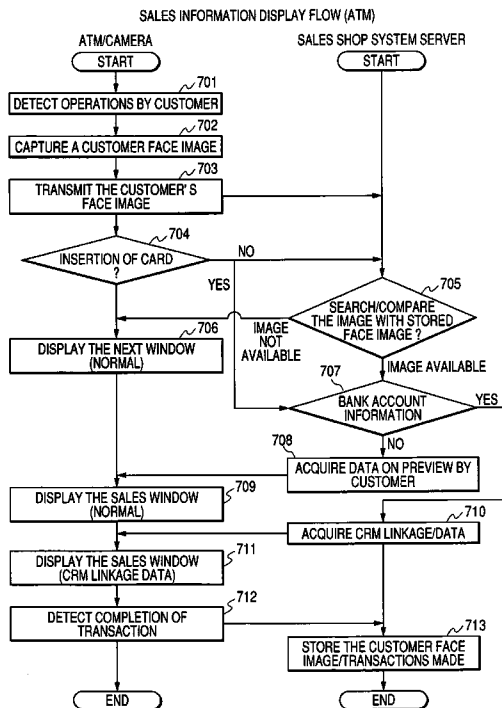 SALES INFORMATION DISPLAY FLOW (ATM)
ATM/CAMERA
SALES SHOP SYSTEM SERVER
START
START
701
DETECT OPERATIONS BY CUSTOMER
702
CAPTURE A CUSTOMER FACE IMAGE
703
TRANSMIT THE CUSTOMER'S
FACE IMAGE
704
INSERTION OF CARD
?
NO
YES
705
SEARCH/COMPARE
THE IMAGE WITH STORED
FACE IMAGE ?
IMAGE
NOT
AVAILABLE
IMAGE AVAILABLE
706
DISPLAY THE NEXT WINDOW
(NORMAL)
707
BANK ACCOUNT
INFORMATION
YES
NO
708
ACQUIRE DATA ON PREVIEW BY
CUSTOMER
709
DISPLAY THE SALES WINDOW
(NORMAL)
710
ACQUIRE CRM LINKAGE/DATA
711
DISPLAY THE SALES WINDOW
(CRM LINKAGE DATA)
712
DETECT COMPLETION OF
TRANSACTION
713
STORE THE CUSTOMER FACE
IMAGE/TRANSACTIONS MADE
END
END